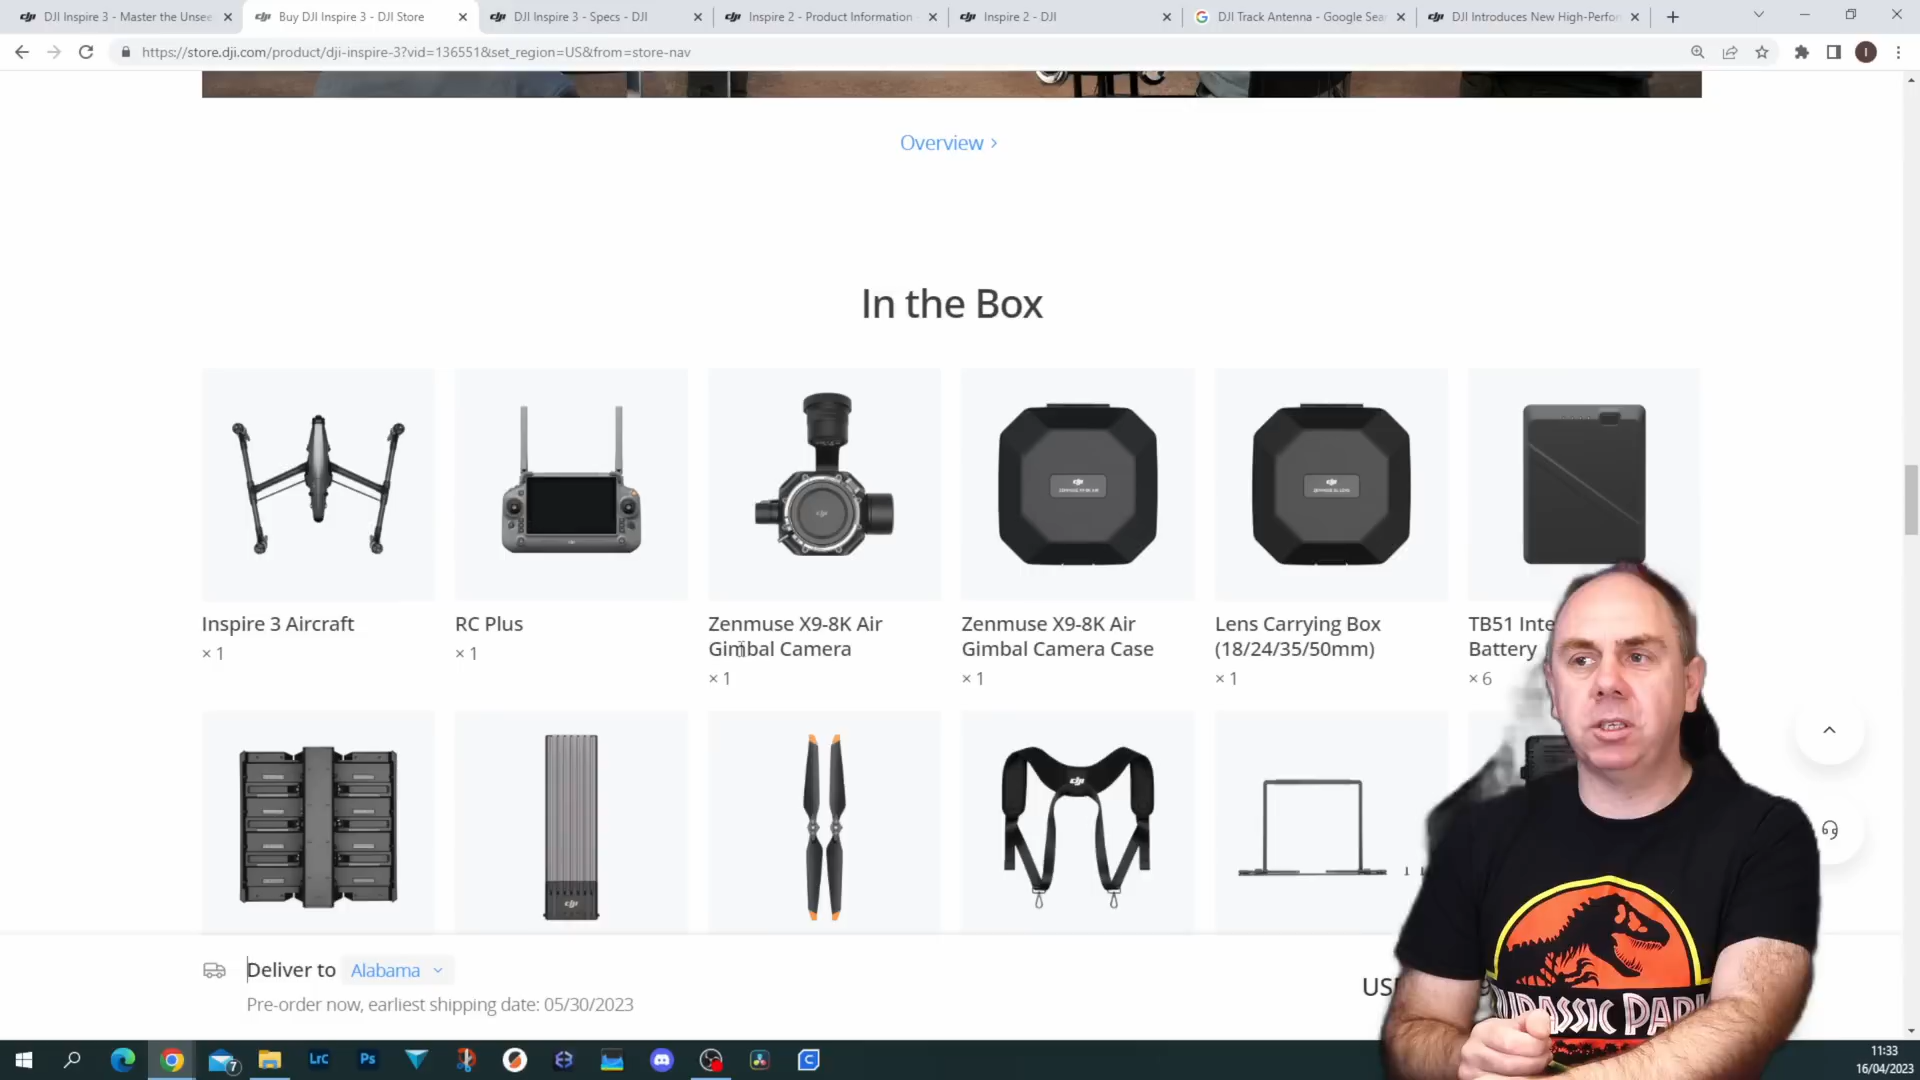 DJI Inspire 3 - Master the Unsee
Buy DJI Inspire 3 - DJI Store
DJI Inspire 3 - Specs - DJI
Inspire 2 - Product Information
Inspire 2 - DJI
DJI Track Antenna - Google Sea
DJI Introduces New High-Perfor
https://store.dji.com/product/dji-inspire-3?vid=136551&set_region=US&from=store-nav
I
Overview >
In the Box
Inspire 3 Aircraft
× 1
RC Plus
× 1
Zenmuse X9-8K Air
Gimbal Camera
× 1
Zenmuse X9-8K Air
Gimbal Camera Case
× 1
Lens Carrying Box
(18/24/35/50mm)
× 1
TB51 Inte
Battery
× 6
Deliver to Alabama
Pre-order now, earliest shipping date: 05/30/2023
US
JURASSIC PAR
7
Lrc
Ps
C
11:33
16/04/2023